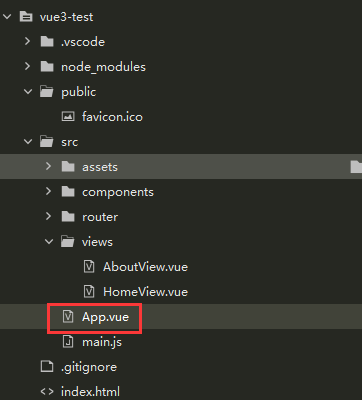 vue3-test
.vscode
node_modules
public
favicon.ico
src
assets
components
router
views
AboutView.vue
HomeView.vue
App.vue
main.js
.gitignore
index.html